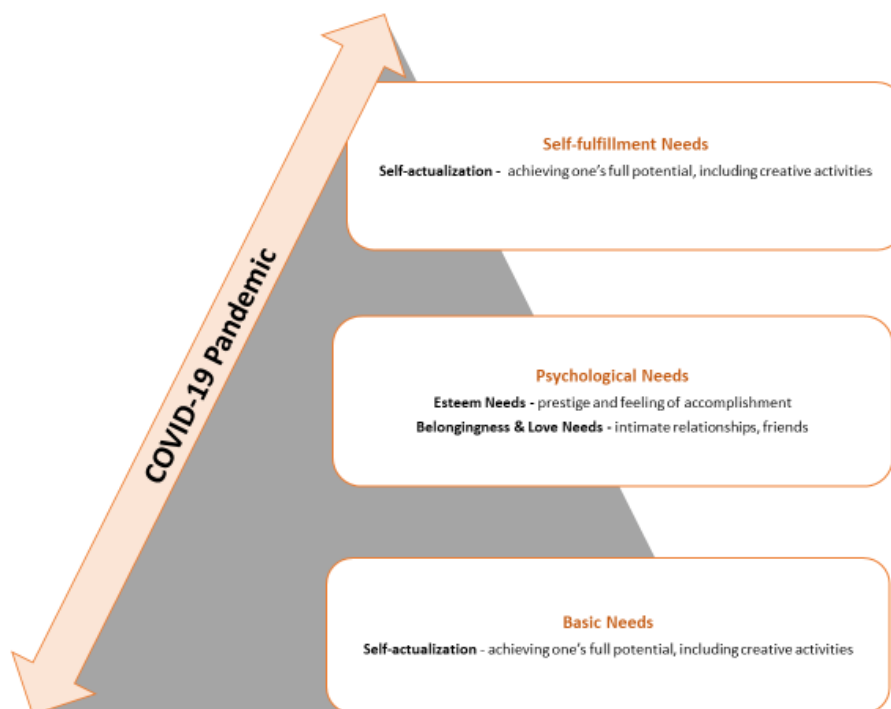 COVID-19 Pandemic
Self-fulfillment Needs
Self-actualization - achieving one's full potential, including creative activities
Psychological Needs
Esteem Needs - prestige and feeling of accomplishment
Belongingness & Love Needs - intimate relationships, friends
Basic Needs
Self-actualization - achieving one's full potential, including creative activities